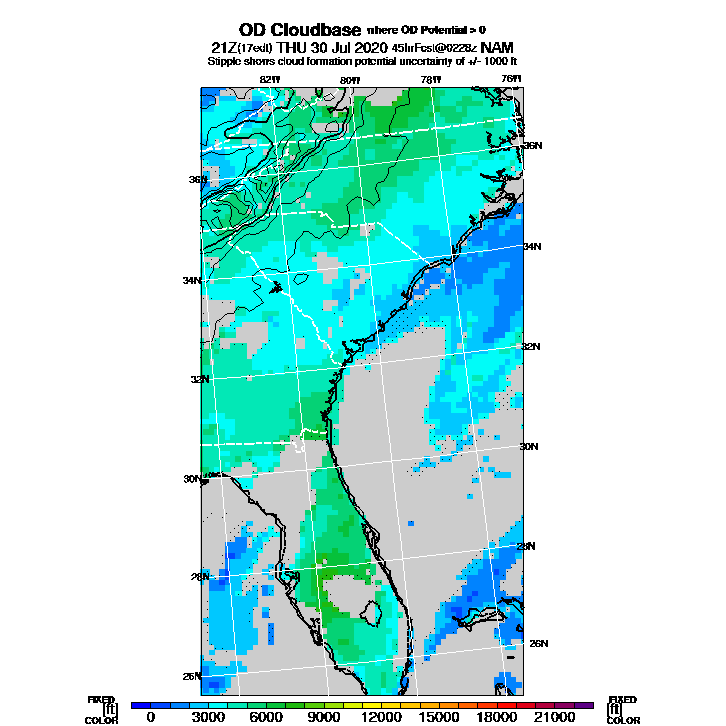 OD Cloudbase where OD Potential > 0
21Z(17edt) THU 30 Jul 2020 45hrFcst@0228z NAM
Stipple shows cloud formation potential uncertainty of +/- 1000 ft
82W 80W 78W 76W
36N 36N
34N 34N
32N 32N
30N 30N
28N 28N
26N 26N
FIXED FIXED
[ft] [ft]
COLOR COLOR
0 3000 6000 9000 12000 15000 18000 21000